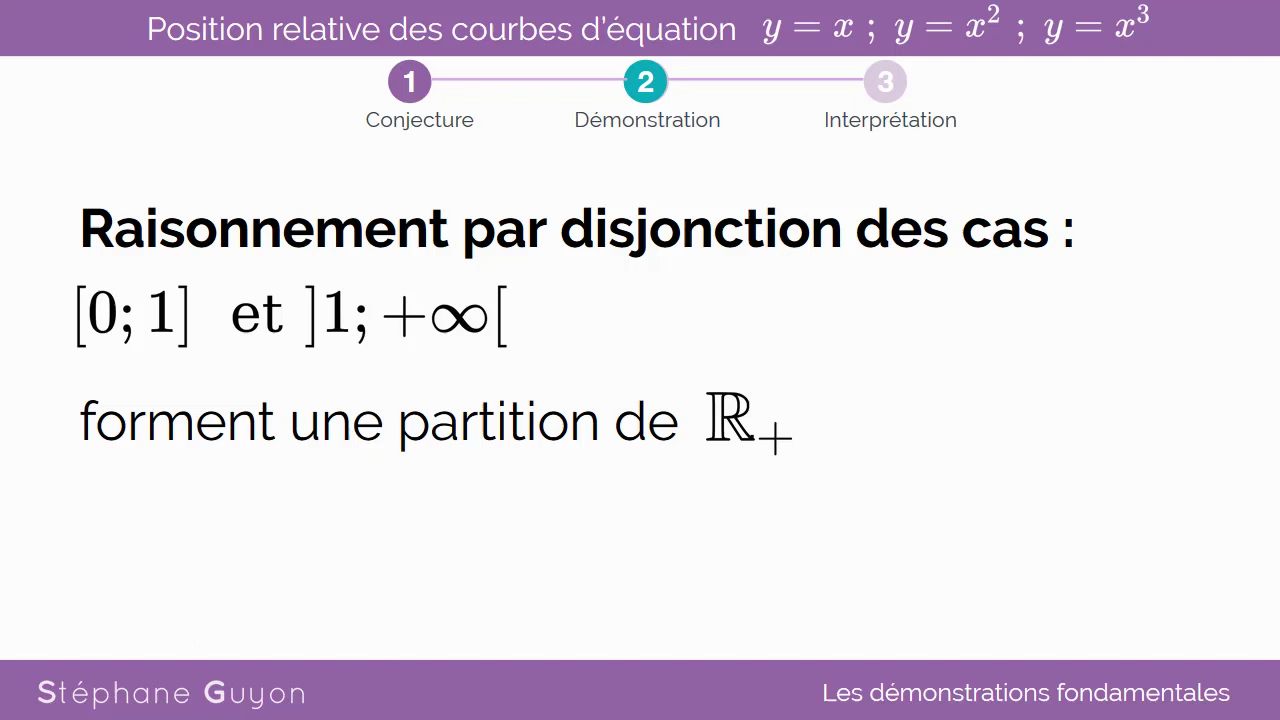 Position relative des courbes d'équation y = x ; y = x² ; y = x³
1 2 3
Conjecture Démonstration Interprétation
Raisonnement par disjonction des cas :
[0; 1] et ]1; +∞[
forment une partition de ℝ₊
Stéphane Guyon Les démonstrations fondamentales